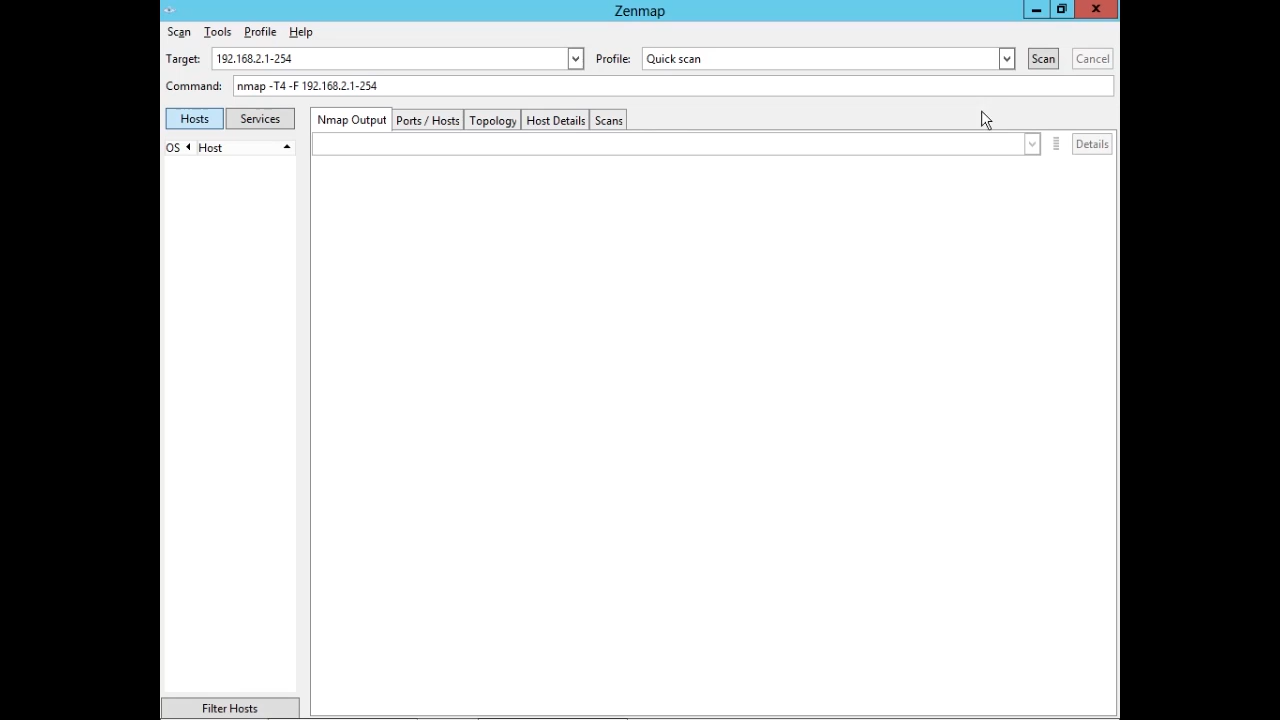 Zenmap
Scan Tools Profile Help
Target: 192.168.2.1-254 Profile: Quick scan Scan Cancel
Command: nmap -T4 -F 192.168.2.1-254
Hosts Services Nmap Output Ports / Hosts Topology Host Details Scans
OS Host Details
Filter Hosts